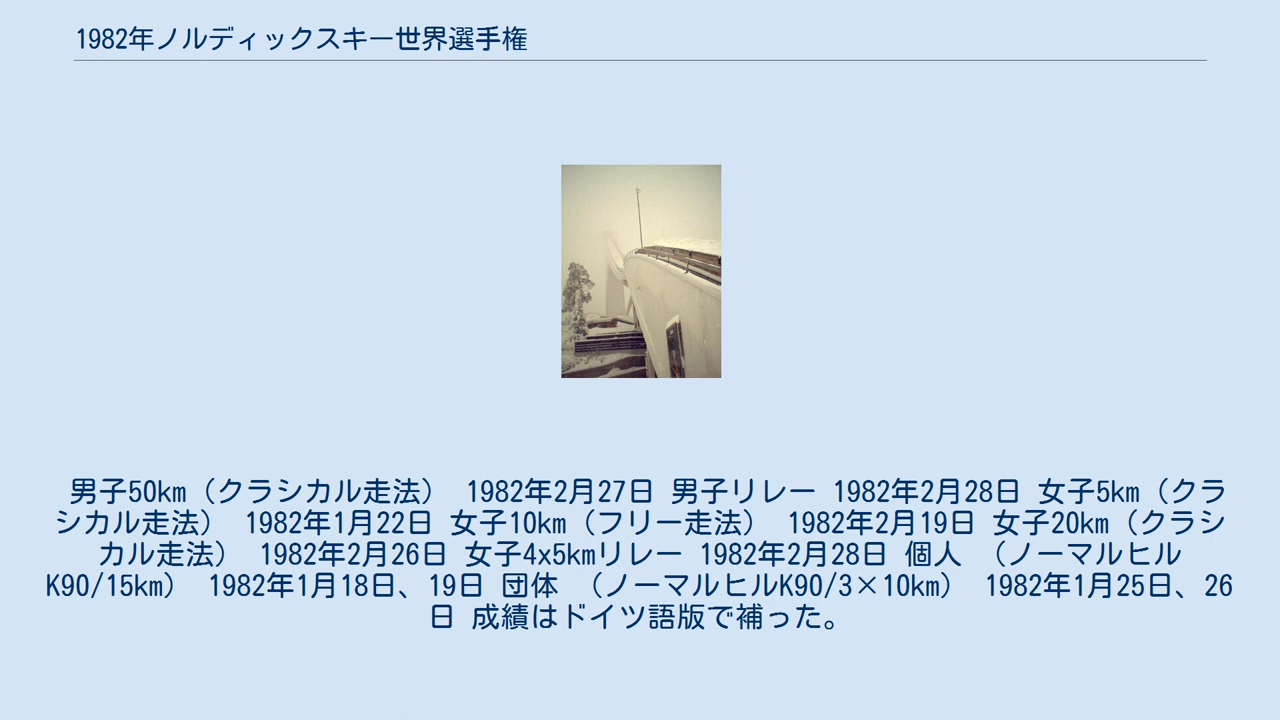 1982年ノルディックスキー世界選手権
男子50km（クラシカル走法） 1982年2月27日 男子リレー 1982年2月28日 女子5km（クラ
シカル走法） 1982年1月22日 女子10km（フリー走法） 1982年2月19日 女子20km（クラシ
カル走法） 1982年2月26日 女子4x5kmリレー 1982年2月28日 個人 （ノーマルヒル
K90/15km） 1982年1月18日、19日 団体 （ノーマルヒルK90/3×10km） 1982年1月25日、26
日 成績はドイツ語版で補った。